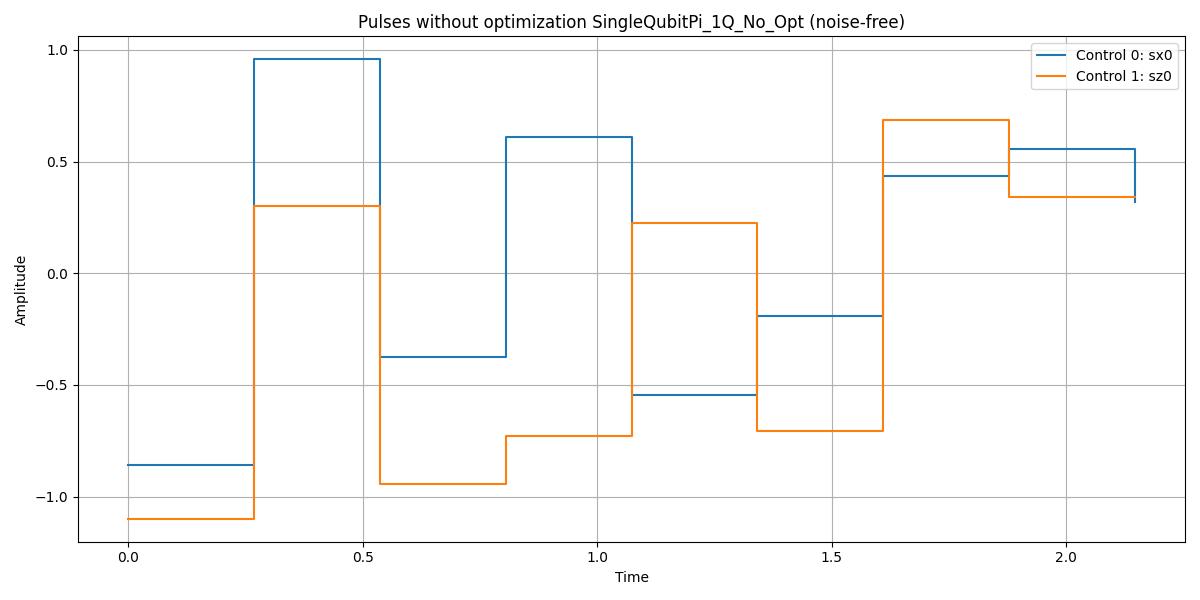 Pulses without optimization SingleQubitPi_1Q_No_Opt (noise-free)
Control 0: sx0
Control 1: sz0
Amplitude
1.0
0.5
0.0
−0.5
−1.0
0.0 0.5 1.0 1.5 2.0
Time